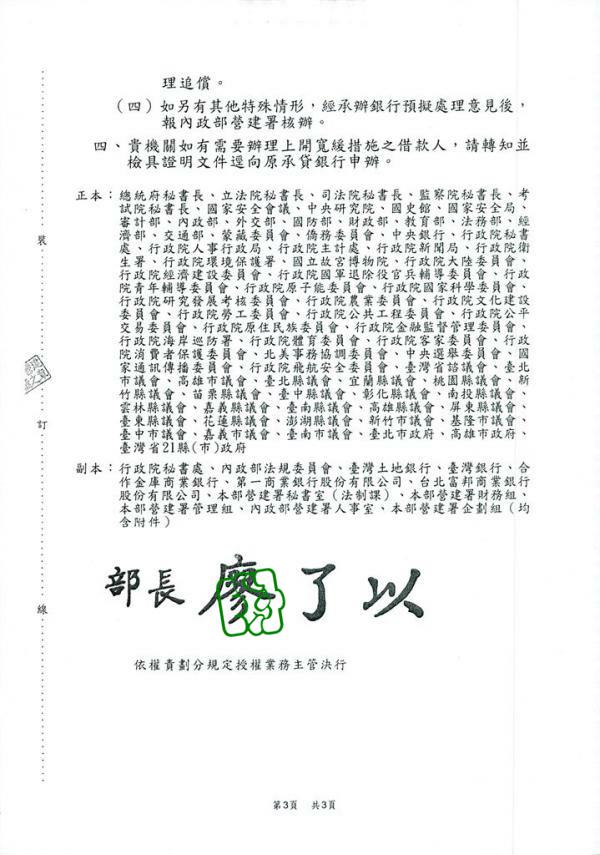 理追償。
（四）如另有其他特殊情形，經承辦銀行預擬處理意見後，
報內政部營建署核辦。
四、貴機關如有需要辦理上開寬緩措施之借款人，請轉知並
檢具證明文件逕向原承貸銀行申辦。
正本：總統府秘書長、立法院秘書長、司法院秘書長、監察院秘書長、考
試院秘書長、國家安全會議、中央研究院、國史館、國家安全局、
審計部、內政部、外交部、國防部、財政部、教育部、法務部、經
濟部、交通部、蒙藏委員會、僑務委員會、中央銀行、行政院秘書
處、行政院人事行政局、行政院主計處、行政院新聞局、行政院衛
生署、行政院環境保護署、國立故宮博物院、行政院大陸委員會、
行政院經濟建設委員會、行政院國軍退除役官兵輔導委員會、行政
院青年輔導委員會、行政院原子能委員會、行政院國家科學委員會、
行政院研究發展考核委員會、行政院農業委員會、行政院文化建設
委員會、行政院勞工委員會、行政院公共工程委員會、行政院公平
交易委員會、行政院原住民族委員會、行政院金融監督管理委員會、
行政院海岸巡防署、行政院體育委員會、行政院客家委員會、行政
院消費者保護委員會、北美事務協調委員會、中央選舉委員會、國
家通訊傳播委員會、行政院飛航安全委員會、臺灣省諮議會、臺北
市議會、高雄市議會、臺北縣議會、宜蘭縣議會、桃園縣議會、新
竹縣議會、苗栗縣議會、臺中縣議會、彰化縣議會、南投縣議會、
雲林縣議會、嘉義縣議會、臺南縣議會、高雄縣議會、屏東縣議會、
臺東縣議會、花蓮縣議會、澎湖縣議會、新竹市議會、基隆市議會、
臺中市議會、嘉義市議會、臺南市議會、臺北市政府、高雄市政府、
臺灣省21縣(市)政府
副本：行政院秘書處、內政部法規委員會、臺灣土地銀行、臺灣銀行、合
作金庫商業銀行、第一商業銀行股份有限公司、台北富邦商業銀行
股份有限公司、本部營建署秘書室（法制課）、本部營建署財務組、
本部營建署管理組、內政部營建署人事室、本部營建署企劃組（均
含附件）
部長 廖了以
依權責劃分規定授權業務主管決行
裝
訂
線
第3頁 共3頁